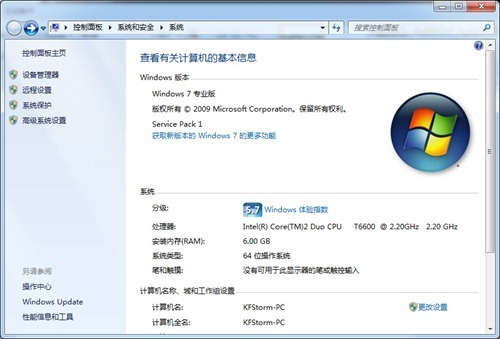 控制面板 ▸ 系统和安全 ▸ 系统
搜索控制面板
控制面板主页
设备管理器
远程设置
系统保护
高级系统设置
另请参阅
操作中心
Windows Update
性能信息和工具
查看有关计算机的基本信息
Windows 版本
Windows 7 专业版
版权所有 © 2009 Microsoft Corporation。保留所有权利。
Service Pack 1
获取新版本的 Windows 7 的更多功能
系统
分级: 5.7 Windows 体验指数
处理器: Intel(R) Core(TM)2 Duo CPU T6600 @ 2.20GHz 2.20 GHz
安装内存(RAM): 6.00 GB
系统类型: 64 位操作系统
笔和触摸: 没有可用于此显示器的笔或触控输入
计算机名称、域和工作组设置
计算机名: KFStorm-PC 更改设置
计算机全名: KFStorm-PC